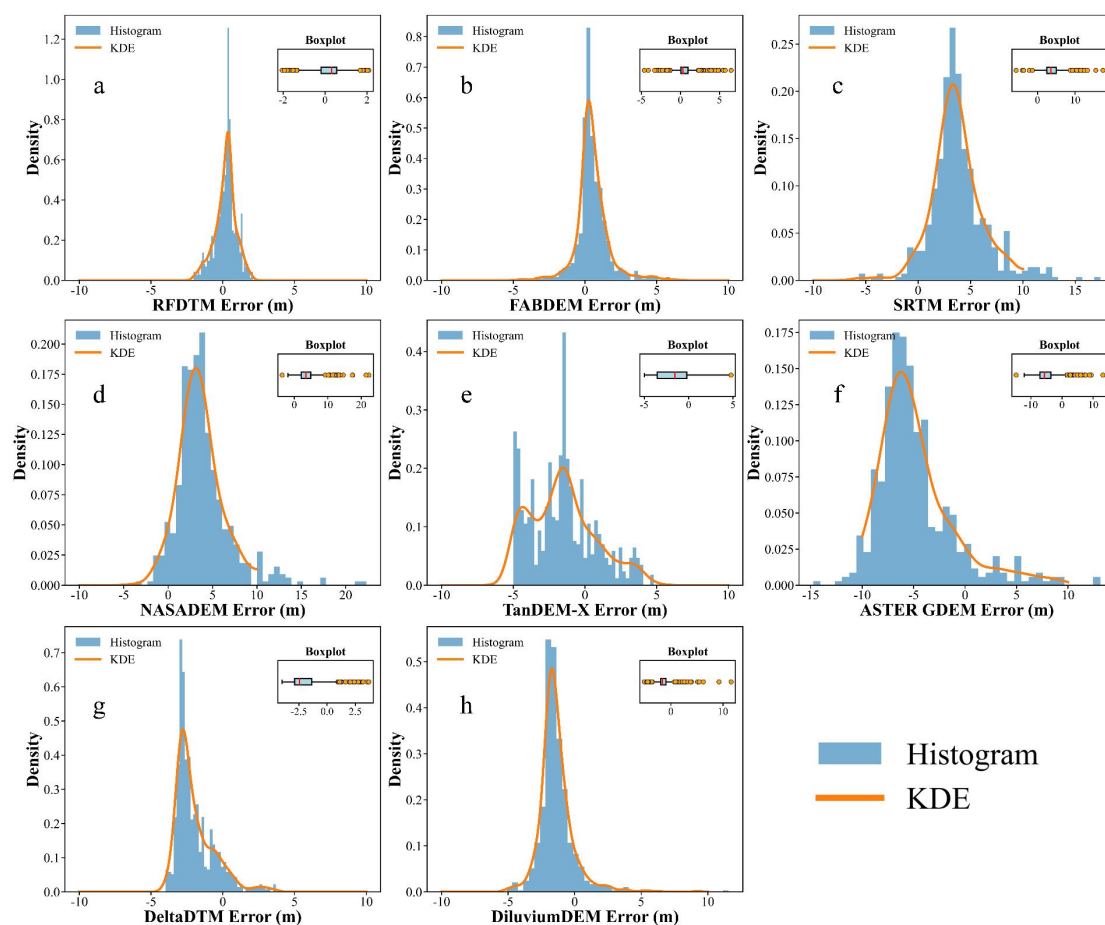 Histogram
KDE
Boxplot
a
-2 0 2
1.2
1.0
0.8
0.6
0.4
0.2
0.0
Density
-10 -5 0 5 10
RFDTM Error (m)
Histogram
KDE
Boxplot
b
-5 0 5
0.8
0.7
0.6
0.5
0.4
0.3
0.2
0.1
0.0
Density
-10 -5 0 5 10
FABDEM Error (m)
Histogram
KDE
Boxplot
c
0 10
0.25
0.20
0.15
0.10
0.05
0.00
Density
-10 -5 0 5 10 15
SRTM Error (m)
Histogram
KDE
Boxplot
d
0 10 20
0.200
0.175
0.150
0.125
0.100
0.075
0.050
0.025
0.000
Density
-10 -5 0 5 10 15 20
NASADEM Error (m)
Histogram
KDE
Boxplot
e
-5 0 5
0.4
0.3
0.2
0.1
0.0
Density
-10 -5 0 5 10
TanDEM-X Error (m)
Histogram
KDE
Boxplot
f
-10 0 10
0.175
0.150
0.125
0.100
0.075
0.050
0.025
0.000
Density
-15 -10 -5 0 5 10
ASTER GDEM Error (m)
Histogram
KDE
Boxplot
g
-2.5 0.0 2.5
0.7
0.6
0.5
0.4
0.3
0.2
0.1
0.0
Density
-10 -5 0 5 10
DeltaDTM Error (m)
Histogram
KDE
Boxplot
h
0 10
0.5
0.4
0.3
0.2
0.1
0.0
Density
-10 -5 0 5 10
DiluviumDEM Error (m)
Histogram
KDE